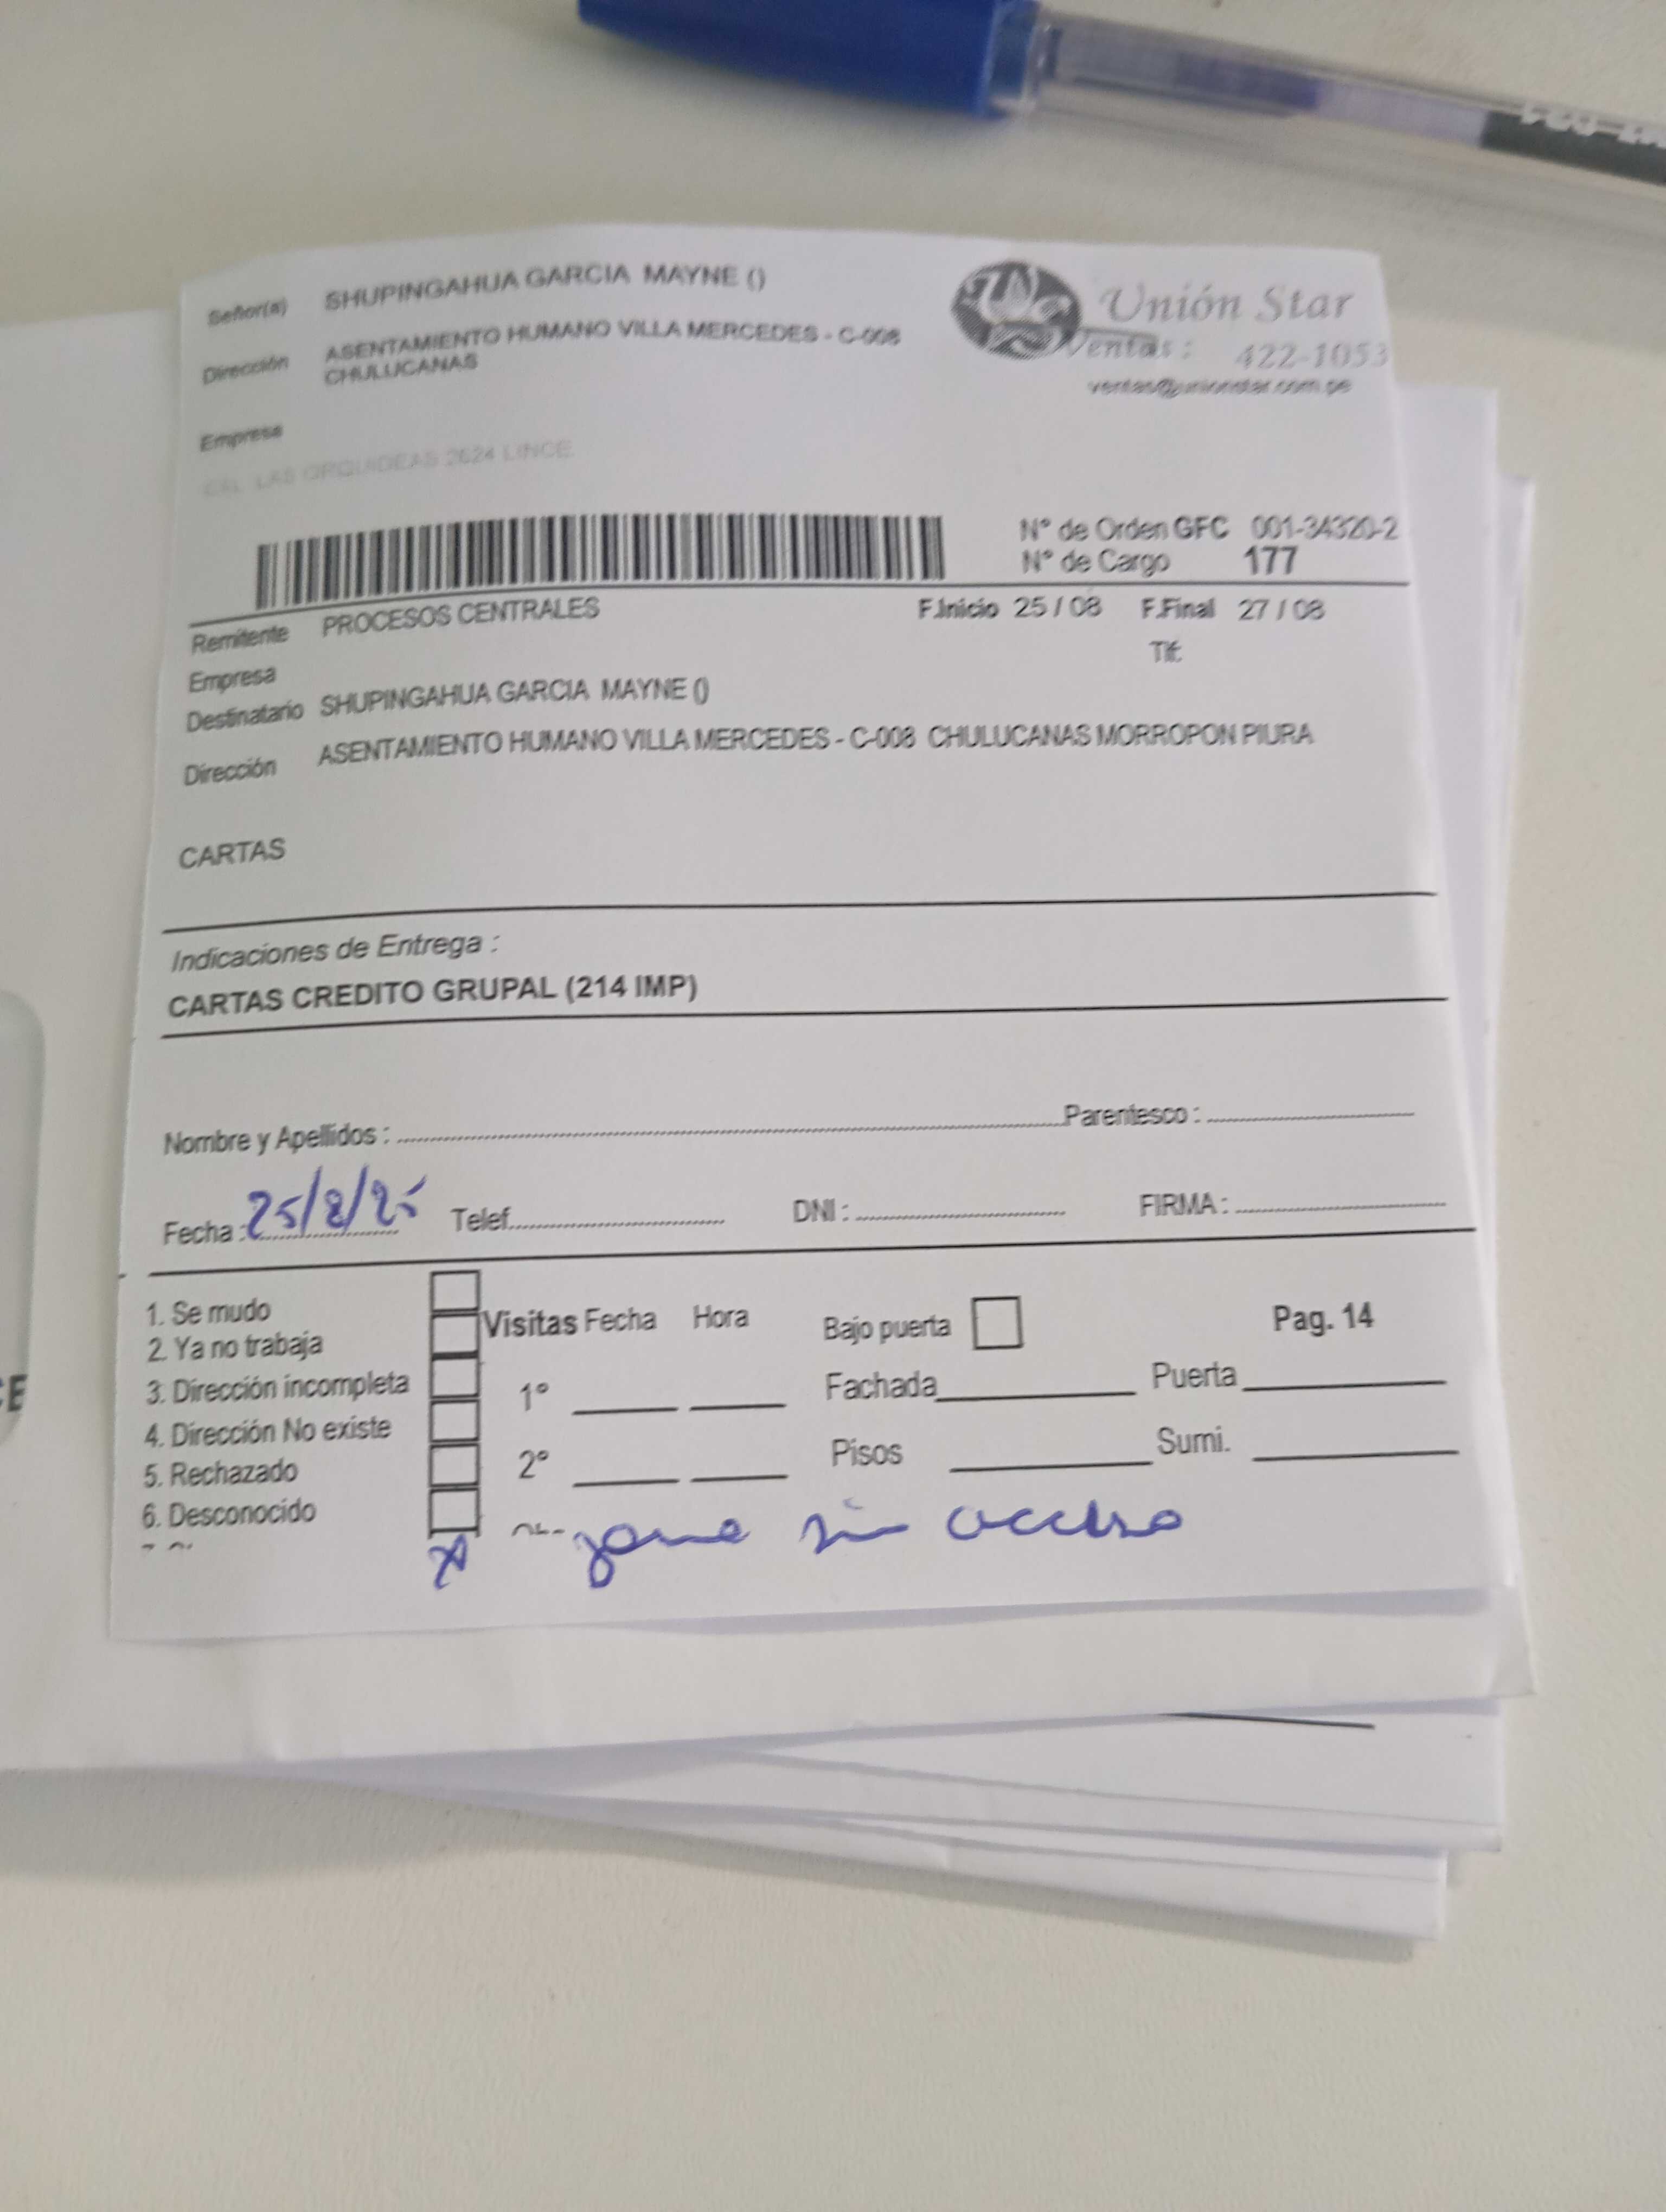 Señor(a) SHUPINGAHUA GARCIA MAYNE ()
Dirección ASENTAMIENTO HUMANO VILLA MERCEDES - C-008
CHULUCANAS
Empresa
CAL LAS ORQUIDEAS 2624 LINCE
Unión Star
Ventas: 422-1053
ventas@unionstar.com.pe
N° de Orden GFC 001-34320-2
N° de Cargo 177
Remitente PROCESOS CENTRALES F.Inicio 25 / 08 F.Final 27 / 08
Empresa Tlf:
Destinatario SHUPINGAHUA GARCIA MAYNE ()
Dirección ASENTAMIENTO HUMANO VILLA MERCEDES - C-008 CHULUCANAS MORROPON PIURA
CARTAS
Indicaciones de Entrega :
CARTAS CREDITO GRUPAL (214 IMP)
Nombre y Apellidos : Parentesco :
Fecha : 25/8/25 Telef. DNI : FIRMA :
1. Se mudo
2. Ya no trabaja
3. Dirección incompleta
4. Dirección No existe
5. Rechazado
6. Desconocido
Visitas Fecha Hora
1°
2°
Bajo puerta Pag. 14
Fachada Puerta
Pisos Sumi.
X zona sin acceso